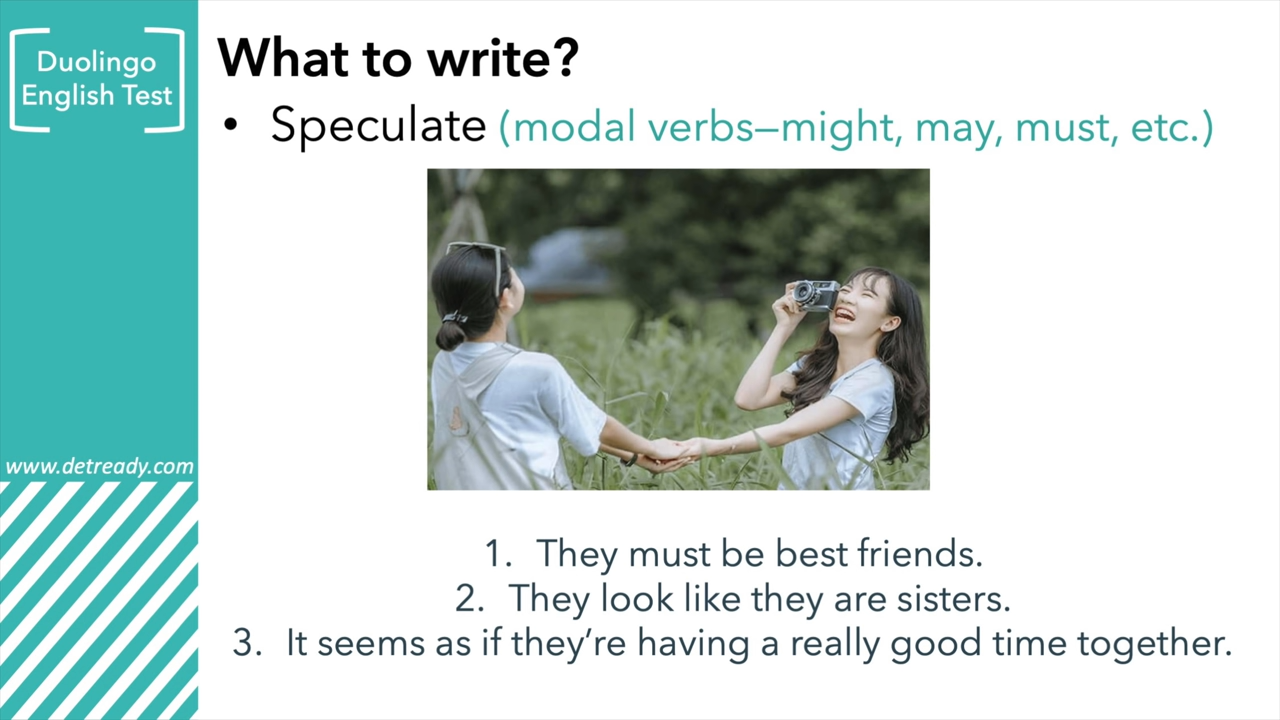 Duolingo
English Test
What to write?
• Speculate (modal verbs—might, may, must, etc.)
www.detready.com
1. They must be best friends.
2. They look like they are sisters.
3. It seems as if they’re having a really good time together.